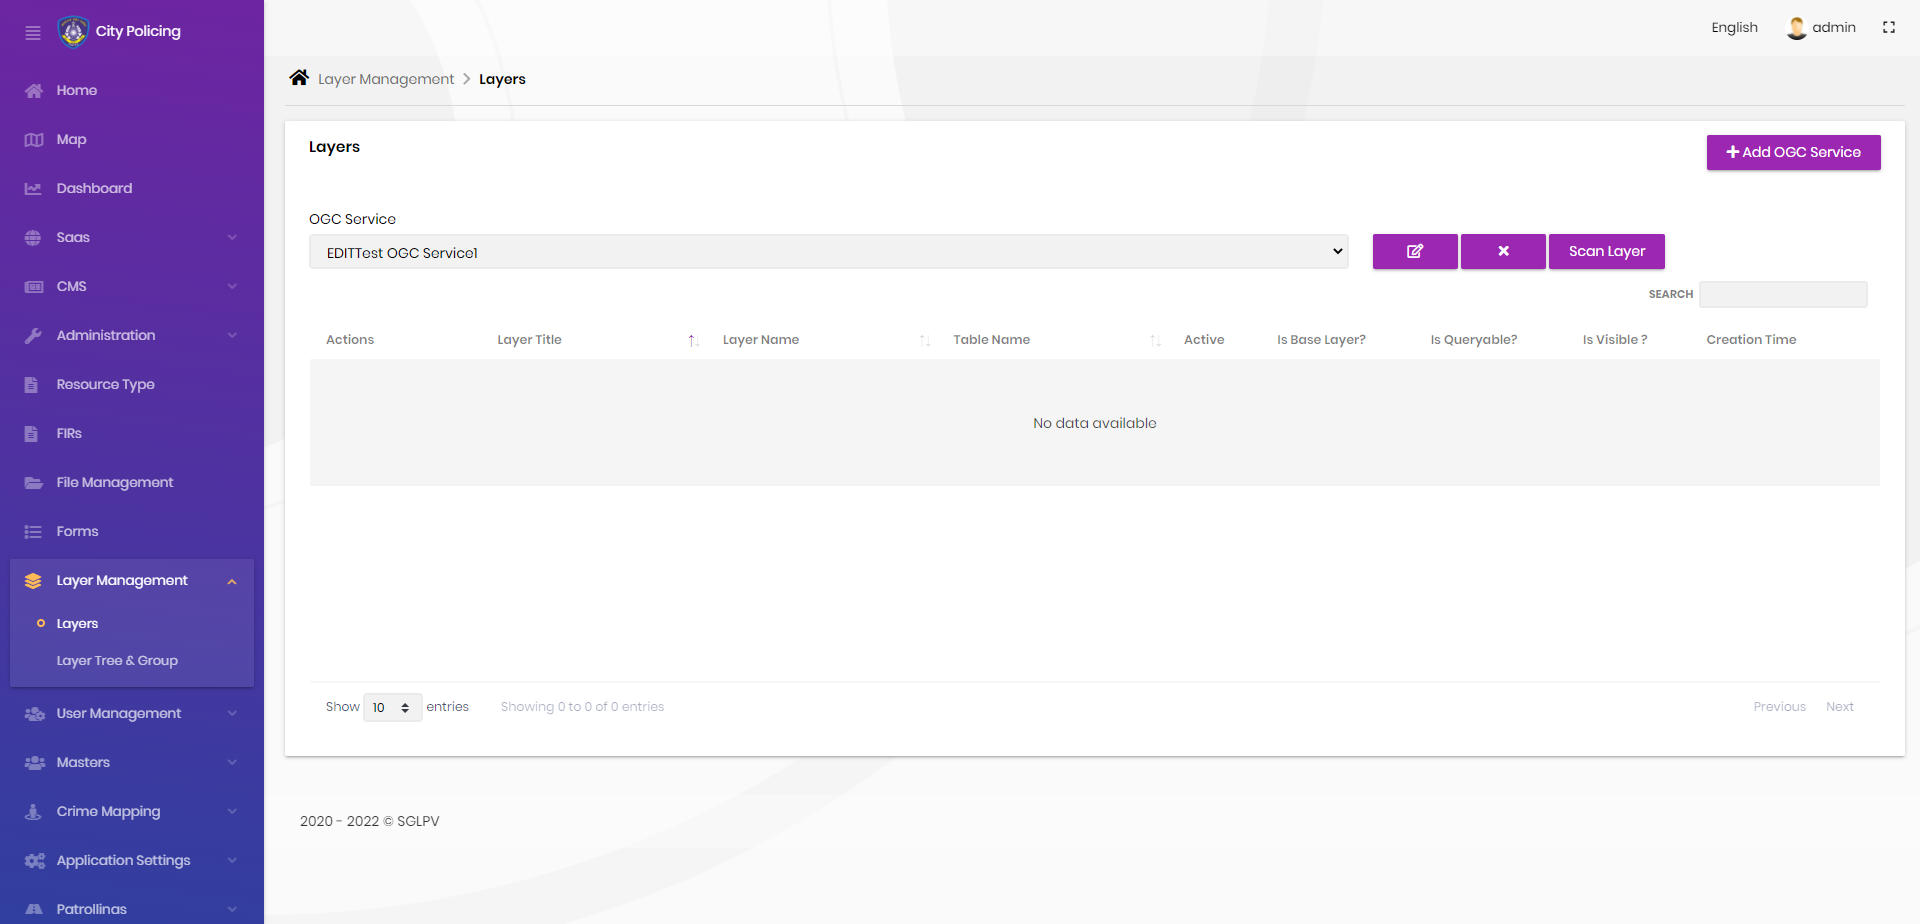 City Policing
English
admin
Home
Map
Dashboard
Saas
CMS
Administration
Resource Type
FIRs
File Management
Forms
Layer Management
Layers
Layer Tree & Group
User Management
Masters
Crime Mapping
Application Settings
Patrollings
Layer Management > Layers
Layers
Add OGC Service
OGC Service
EDITTest OGC Service1
Scan Layer
SEARCH
Actions Layer Title Layer Name Table Name Active Is Base Layer? Is Queryable? Is Visible ? Creation Time
No data available
Show 10 entries Showing 0 to 0 of 0 entries Previous Next
2020 - 2022 © SGLPV